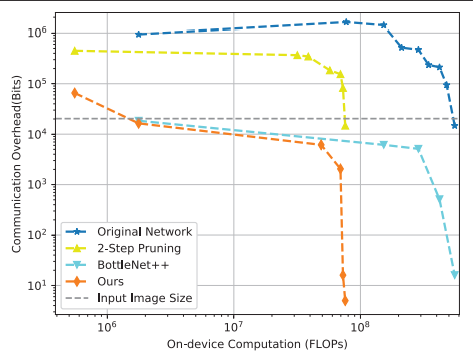 Communication Overhead(Bits)
10^6
10^5
10^4
10^3
10^2
10^1
Original Network
2-Step Pruning
BottleNet++
Ours
Input Image Size
10^6
10^7
10^8
On-device Computation (FLOPs)